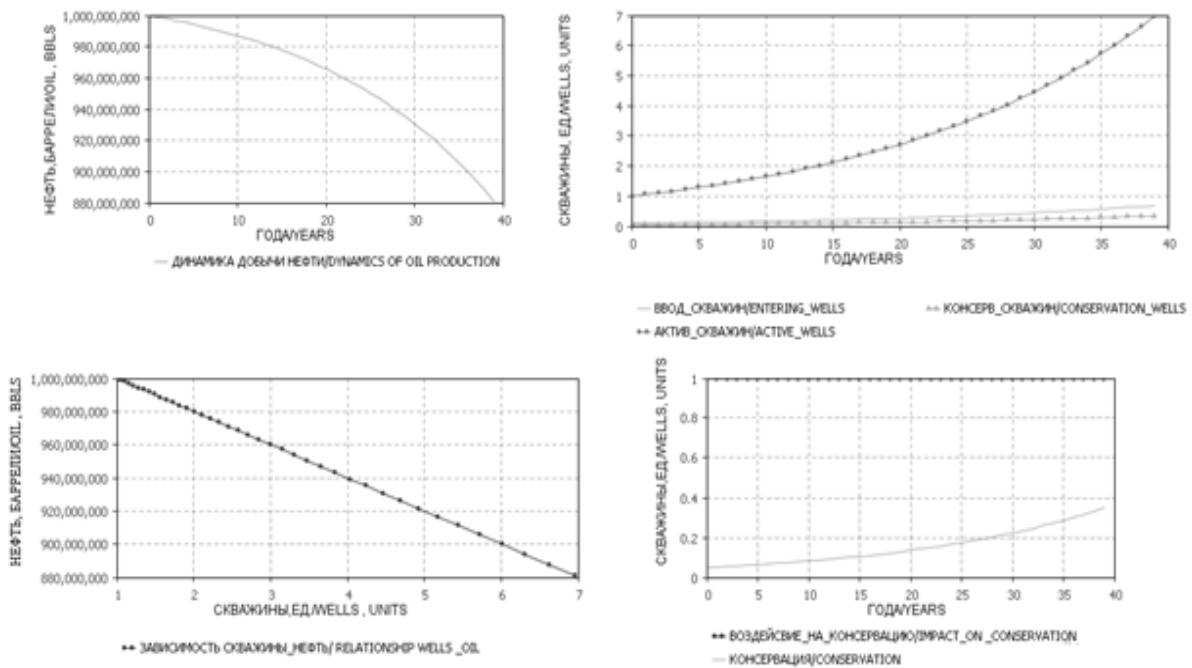 НЕФТЬ,БАРРЕЛИ/OIL , BBLS
1,000,000,000
980,000,000
960,000,000
940,000,000
920,000,000
900,000,000
880,000,000
0 10 20 30 40
ГОДА/YEARS
ДИНАМИКА ДОБЫЧИ НЕФТИ/DYNAMICS OF OIL PRODUCTION
СКВАЖИНЫ, ЕД./WELLS, UNITS
7
6
5
4
3
2
1
0
0 5 10 15 20 25 30 35 40
ГОДА/YEARS
ВВОД_СКВАЖИН/ENTERING_WELLS
КОНСЕРВ_СКВАЖИН/CONSERVATION_WELLS
АКТИВ_СКВАЖИН/ACTIVE_WELLS
НЕФТЬ, БАРРЕЛИ/OIL , BBLS
1,000,000,000
980,000,000
960,000,000
940,000,000
920,000,000
900,000,000
880,000,000
1 2 3 4 5 6 7
СКВАЖИНЫ,ЕД./WELLS , UNITS
ЗАВИСИМОСТЬ СКВАЖИНЫ_НЕФТЬ/ RELATIONSHIP WELLS _OIL
СКВАЖИНЫ,ЕД./WELLS, UNITS
1
0.8
0.6
0.4
0.2
0
0 5 10 15 20 25 30 35 40
ГОДА/YEARS
ВОЗДЕЙСВИЕ_НА_КОНСЕРВАЦИЮ/IMPACT_ON _CONSERVATION
КОНСЕРВАЦИЯ/CONSERVATION